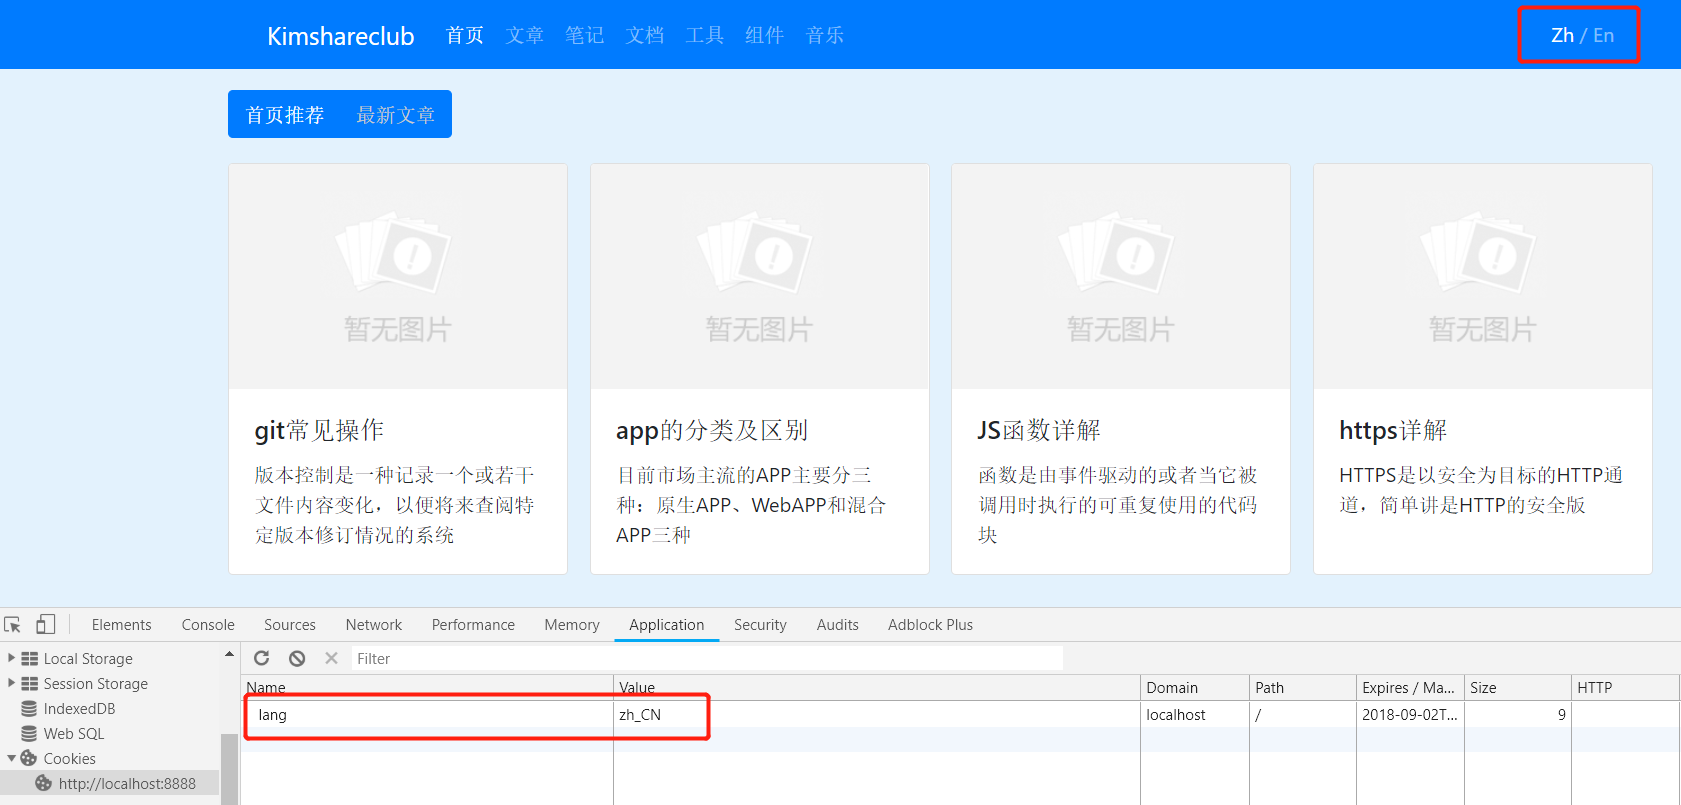 Kimshareclub 首页 文章 笔记 文档 工具 组件 音乐 Zh / En
首页推荐 最新文章
暂无图片 暂无图片 暂无图片 暂无图片
git常见操作
版本控制是一种记录一个或若干
文件内容变化，以便将来查阅特
定版本修订情况的系统
app的分类及区别
目前市场主流的APP主要分三
种：原生APP、WebAPP和混合
APP三种
JS函数详解
函数是由事件驱动的或者当它被
调用时执行的可重复使用的代码
块
https详解
HTTPS是以安全为目标的HTTP通
道，简单讲是HTTP的安全版
Elements Console Sources Network Performance Memory Application Security Audits Adblock Plus
Local Storage
Session Storage
IndexedDB
Web SQL
Cookies
http://localhost:8888
Filter
Name Value Domain Path Expires / Ma... Size HTTP
lang zh_CN localhost / 2018-09-02T... 9